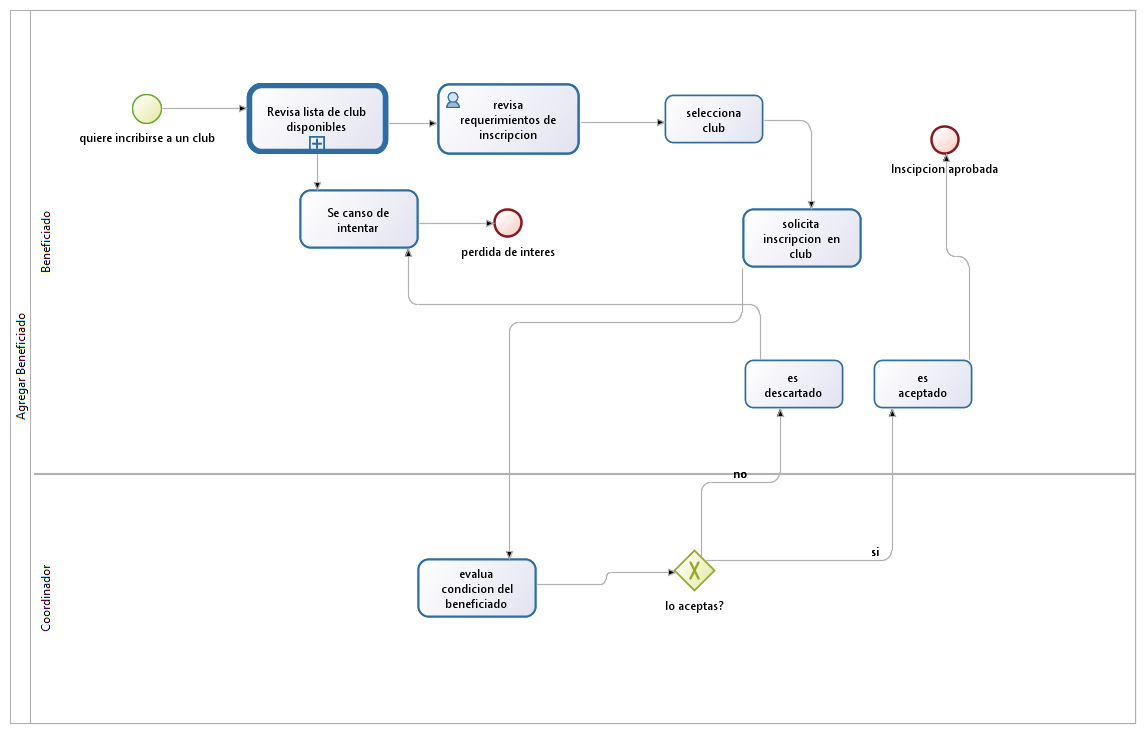 Agregar Beneficiado
Beneficiado
quiere incribirse a un club
Revisa lista de club
disponibles
revisa
requerimientos de
inscripcion
selecciona
club
Inscipcion aprobada
Se canso de
intentar
perdida de interes
solicita
inscripcion en
club
es
descartado
es
aceptado
no
si
Coordinador
evalua
condicion del
beneficiado
lo aceptas?